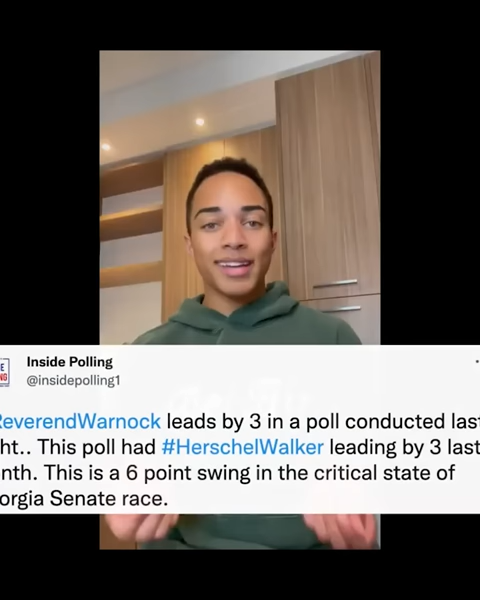 Inside Polling
@insidepolling1
ReverendWarnock leads by 3 in a poll conducted last
ht.. This poll had #HerschelWalker leading by 3 last
nth. This is a 6 point swing in the critical state of
orgia Senate race.